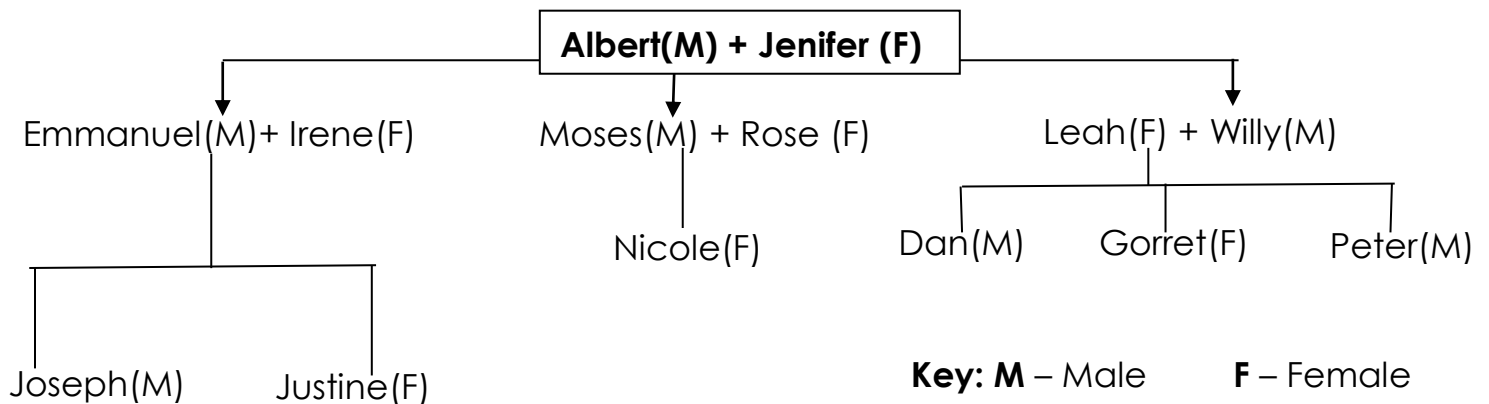 Albert(M) + Jenifer (F)
Emmanuel(M)+ Irene(F)
Moses(M) + Rose (F)
Leah(F) + Willy(M)
Nicole(F)
Dan(M)
Gorret(F)
Peter(M)
Joseph(M)
Justine(F)
Key: M – Male F – Female